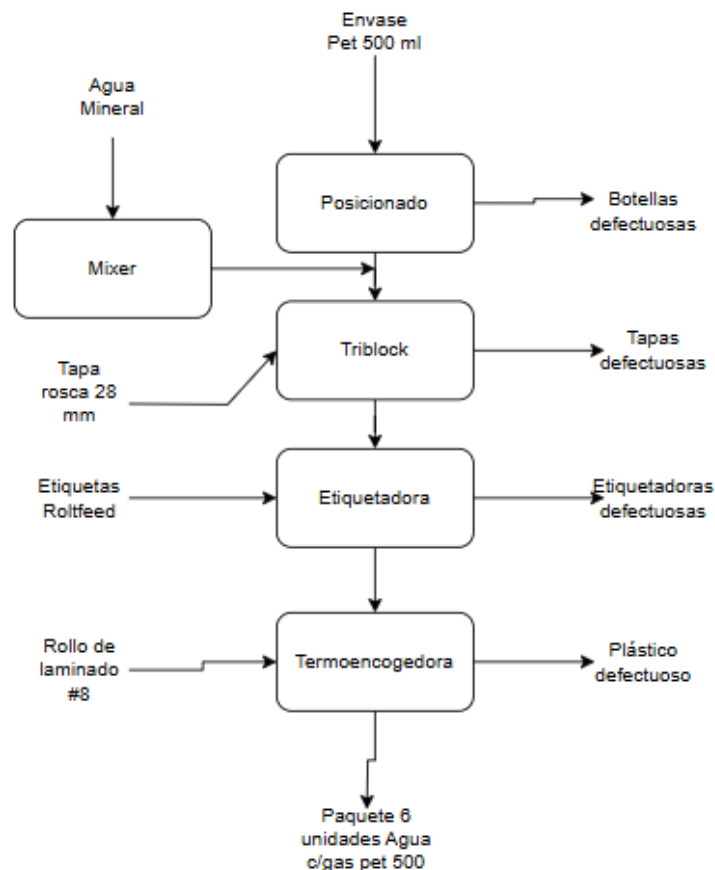 Envase
Pet 500 ml
Agua
Mineral
Posicionado
Botellas
defectuosas
Mixer
Triblock
Tapas
defectuosas
Tapa
rosca 28
mm
Etiquetas
Roltfeed
Etiquetadora
Etiquetadoras
defectuosas
Rollo de
laminado
#8
Termoencogedora
Plástico
defectuoso
Paquete 6
unidades Agua
c/gas pet 500